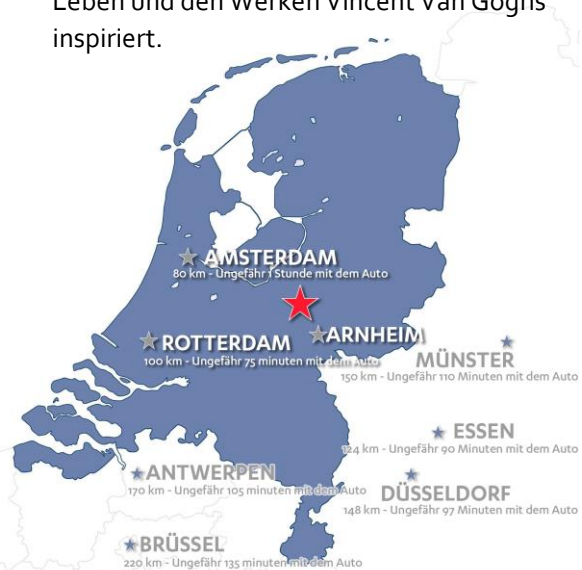 Leben und den Werken Vincent Van Goghs
inspiriert.
AMSTERDAM
80 km - Ungefähr 1 Stunde mit dem Auto
ARNHEIM
ROTTERDAM
100 km - Ungefähr 75 minuten mit dem Auto
MÜNSTER
150 km - Ungefähr 110 Minuten mit dem Auto
ESSEN
124 km - Ungefähr 90 Minuten mit dem Auto
ANTWERPEN
170 km - Ungefähr 105 minuten mit dem Auto
DÜSSELDORF
148 km - Ungefähr 97 Minuten mit dem Auto
BRÜSSEL
220 km - Ungefähr 135 minuten mit dem Auto